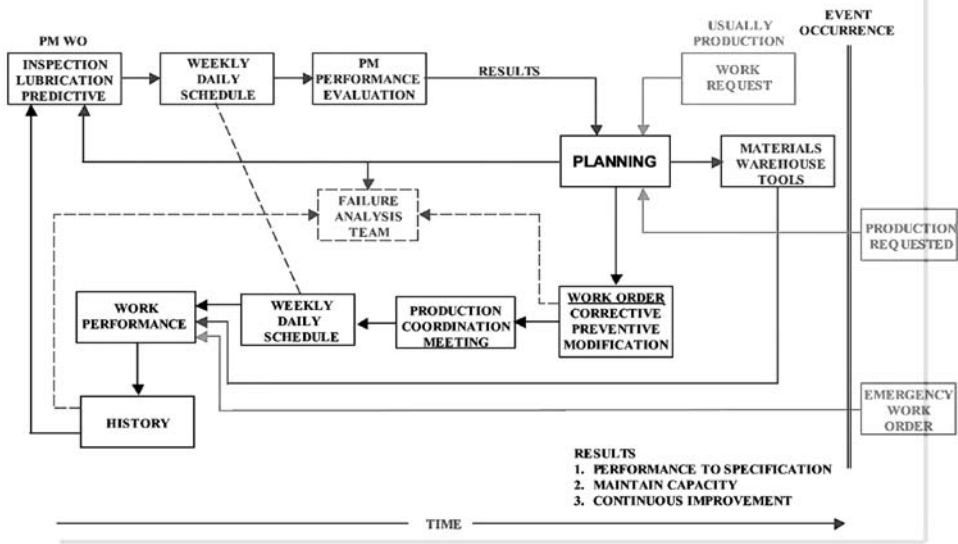 EVENT
OCCURRENCE
USUALLY
PRODUCTION
PM WO
INSPECTION
LUBRICATION
PREDICTIVE
WEEKLY
DAILY
SCHEDULE
PM
PERFORMANCE
EVALUATION
RESULTS
WORK
REQUEST
PLANNING
MATERIALS
WAREHOUSE
TOOLS
FAILURE
ANALYSIS
TEAM
PRODUCTION
REQUESTED
WORK
PERFORMANCE
WEEKLY
DAILY
SCHEDULE
PRODUCTION
COORDINATION
MEETING
WORK ORDER
CORRECTIVE
PREVENTIVE
MODIFICATION
HISTORY
EMERGENCY
WORK
ORDER
RESULTS
1. PERFORMANCE TO SPECIFICATION
2. MAINTAIN CAPACITY
3. CONTINUOUS IMPROVEMENT
TIME